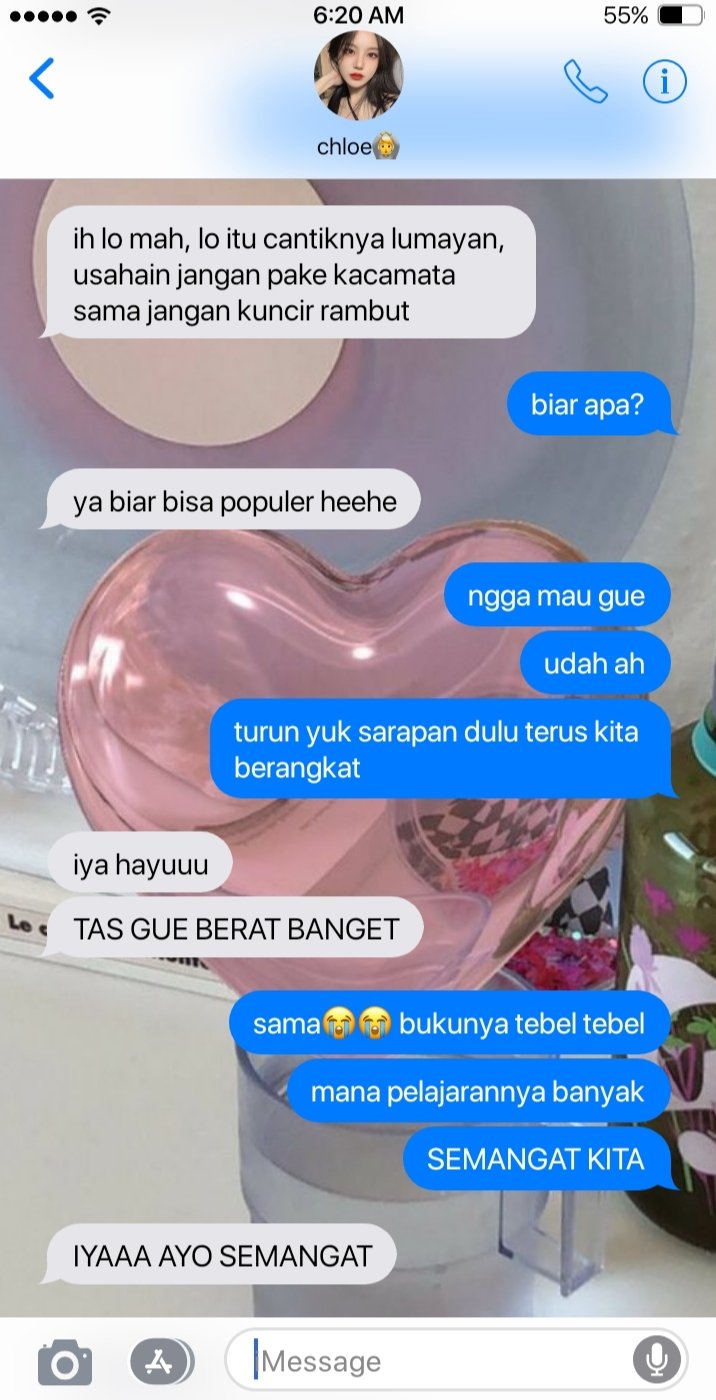 6:20 AM
55%
chloe👰
ih lo mah, lo itu cantiknya lumayan,
usahain jangan pake kacamata
sama jangan kuncir rambut
biar apa?
ya biar bisa populer heehe
ngga mau gue
udah ah
turun yuk sarapan dulu terus kita
berangkat
iya hayuuu
Le
TAS GUE BERAT BANGET
sama😭😭 bukunya tebel tebel
mana pelajarannya banyak
SEMANGAT KITA
IYAAA AYO SEMANGAT
Message